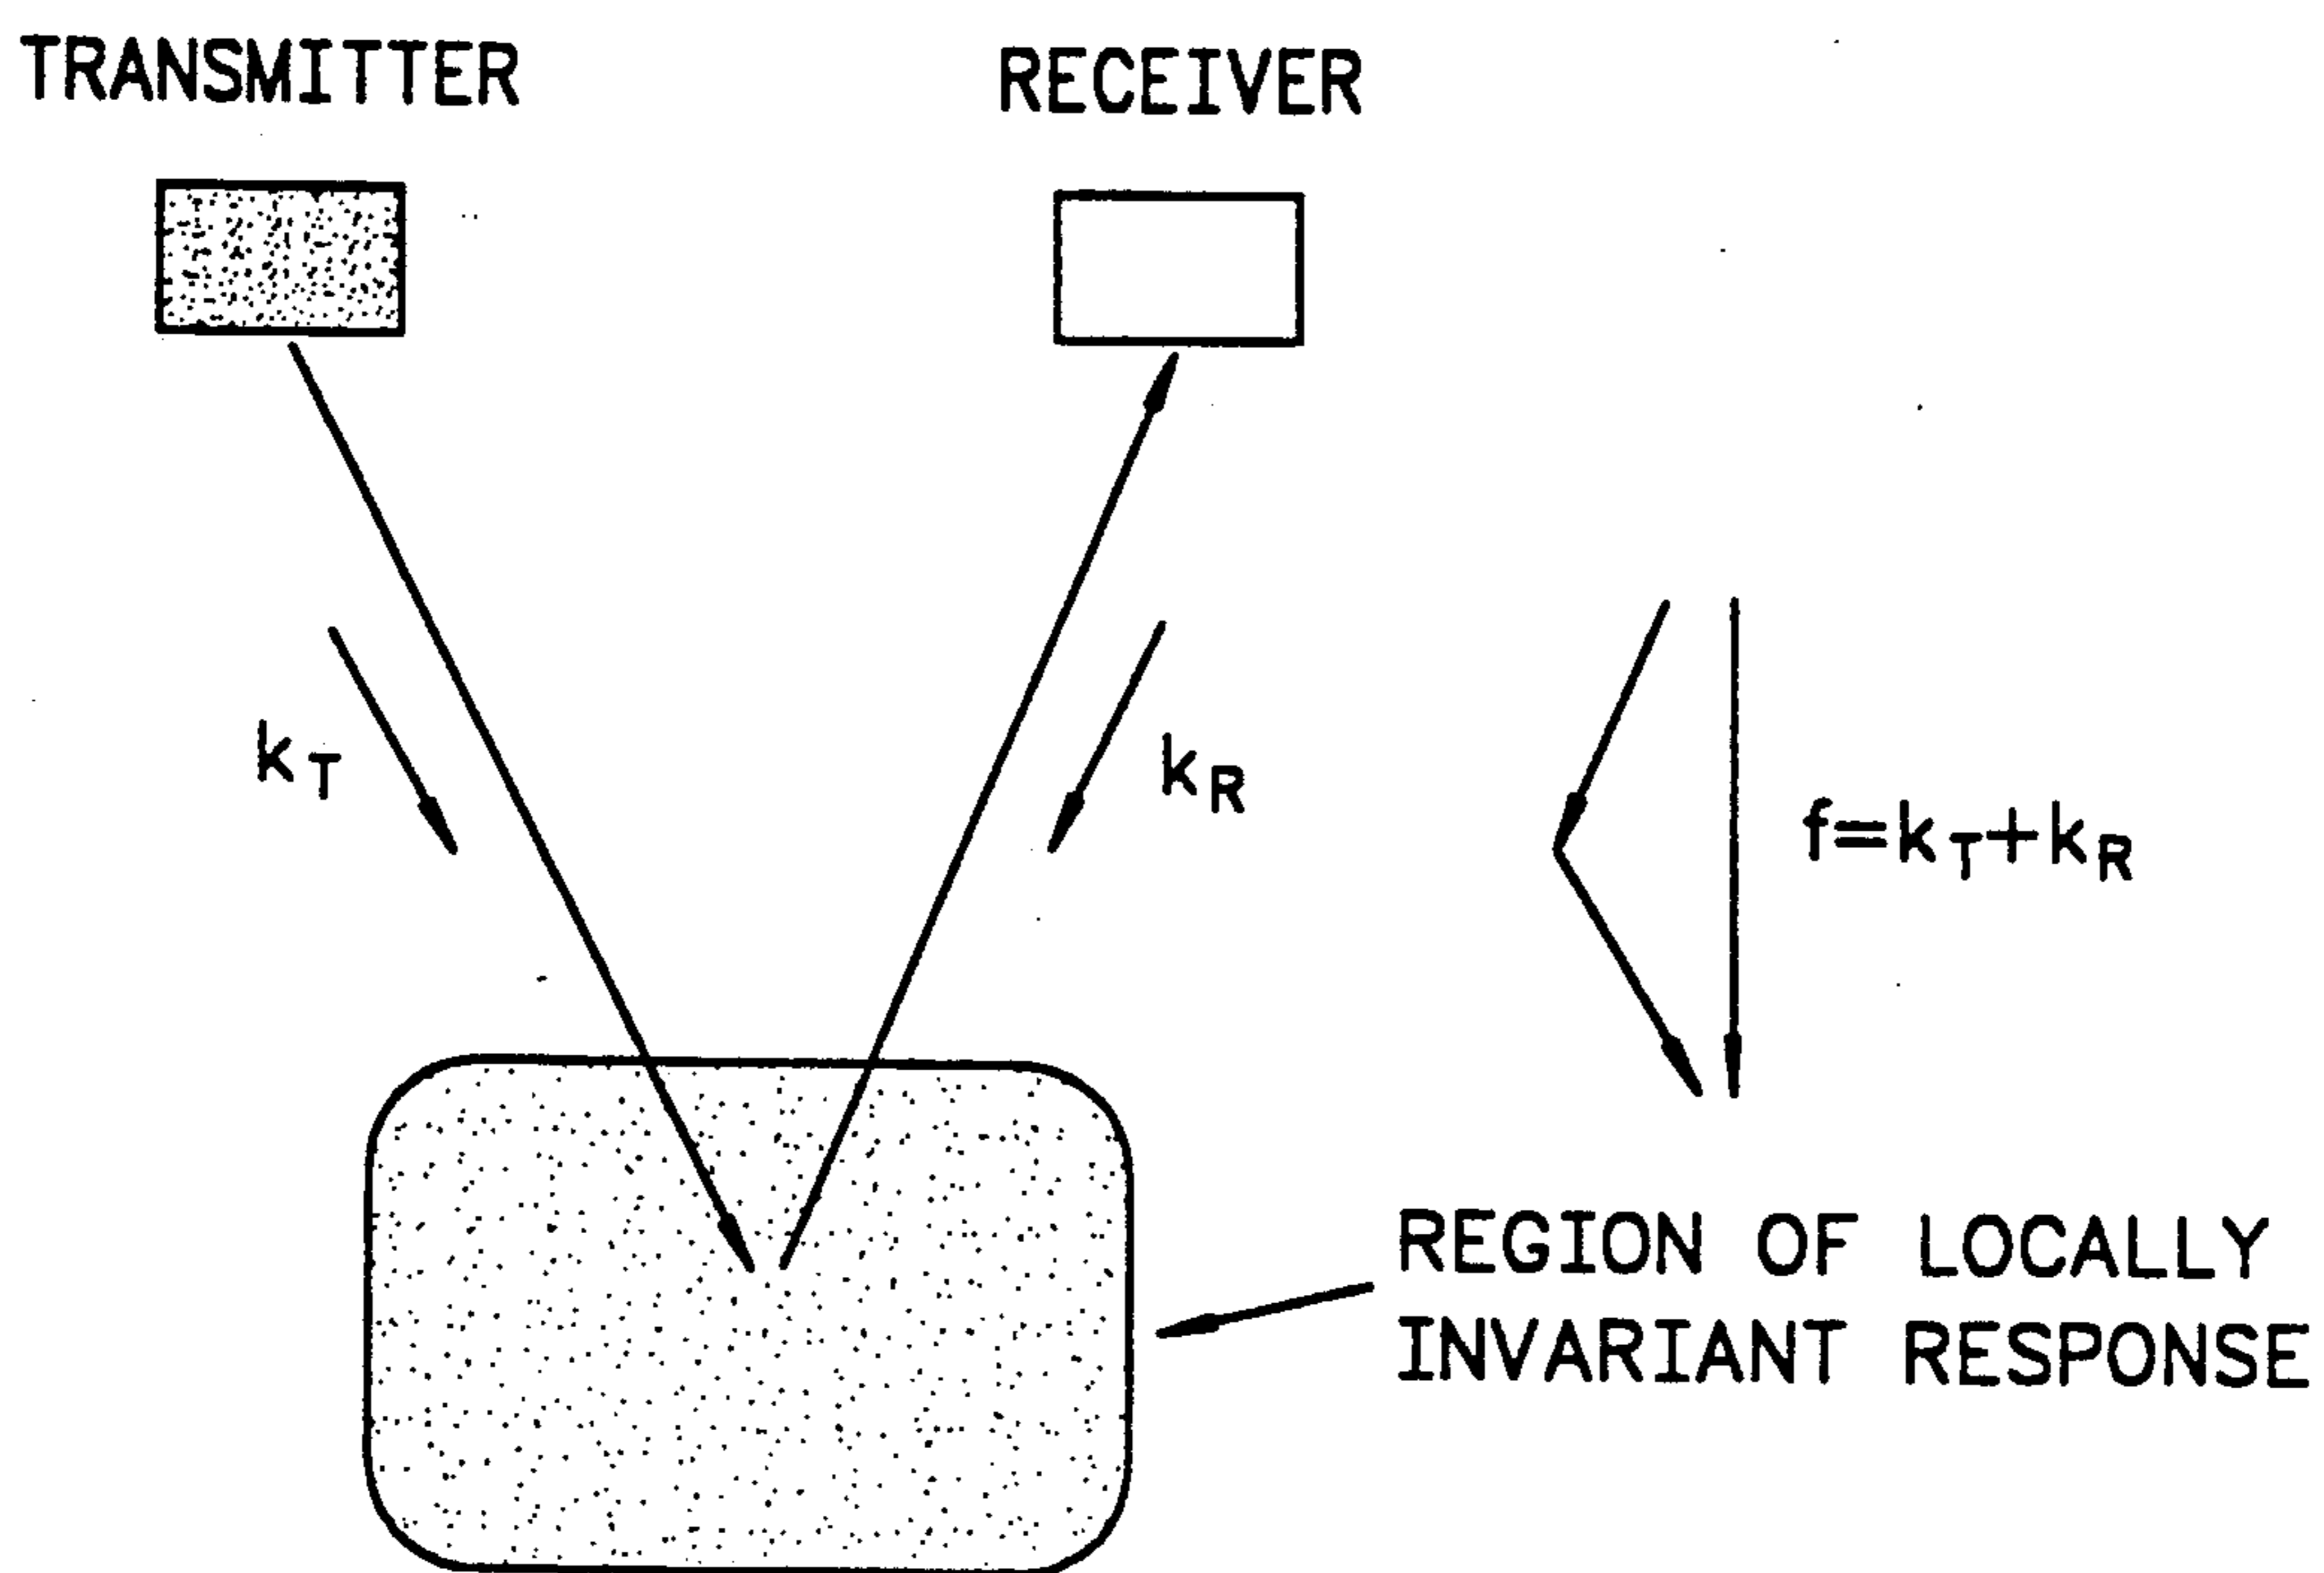 TRANSMITTER
RECEIVER
kT
kR
f=kT+kR
REGION OF LOCALLY
INVARIANT RESPONSE